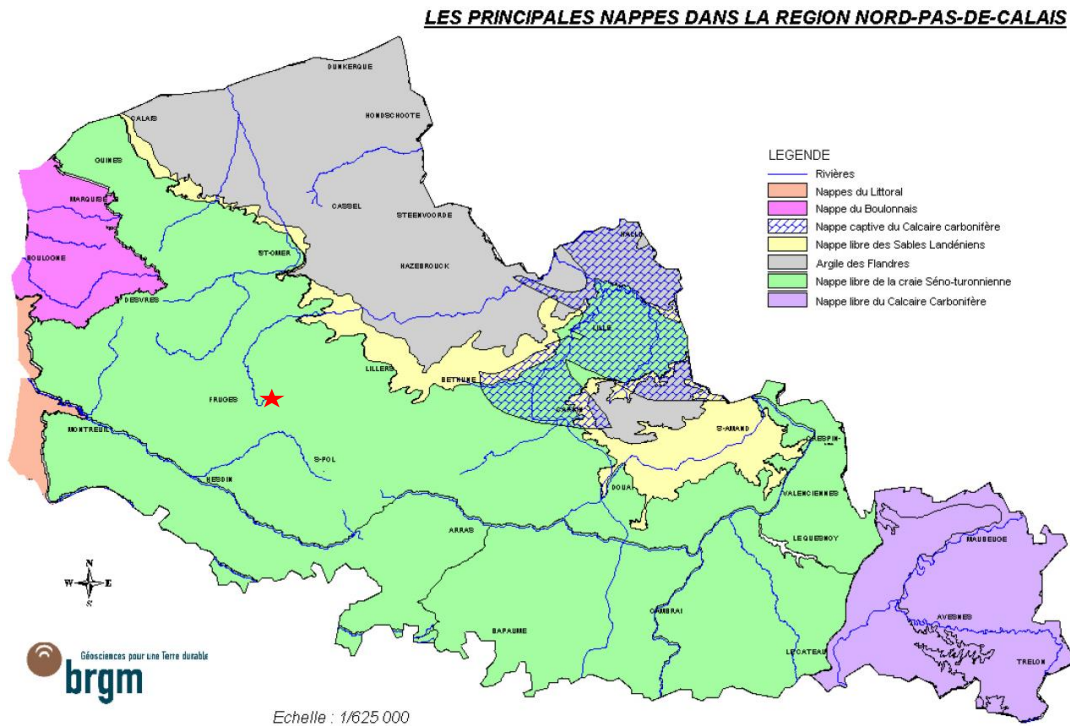 LES PRINCIPALES NAPPES DANS LA REGION NORD-PAS-DE-CALAIS
DUNKERQUE
HONDSCHOOTE
CALAIS
GUINES
LEGENDE
Rivières
Nappes du Littoral
Nappe du Boulonnais
Nappe captive du Calcaire carbonifère
Nappe libre des Sables Landéniens
Argile des Flandres
Nappe libre de la craie Séno-turonnienne
Nappe libre du Calcaire Carbonifère
MARQUISE
CASSEL
STEENVOORDE
ST-OMER
BOULOGNE
HAZEBROUCK
DESVRES
LILLE
LILLERS
BETHUNE
FRUGES
MONTREUIL
ST-AMAND
S-POL
HESDIN
DOUAI
VALENCIENNES
ARRAS
LE QUESNOY
MAUBEUGE
N
W E
S
CAMBRAI
AVESNES
BAPAUME
LE CATEAU
TRELON
Géosciences pour une Terre durable
brgm
Echelle : 1/625 000